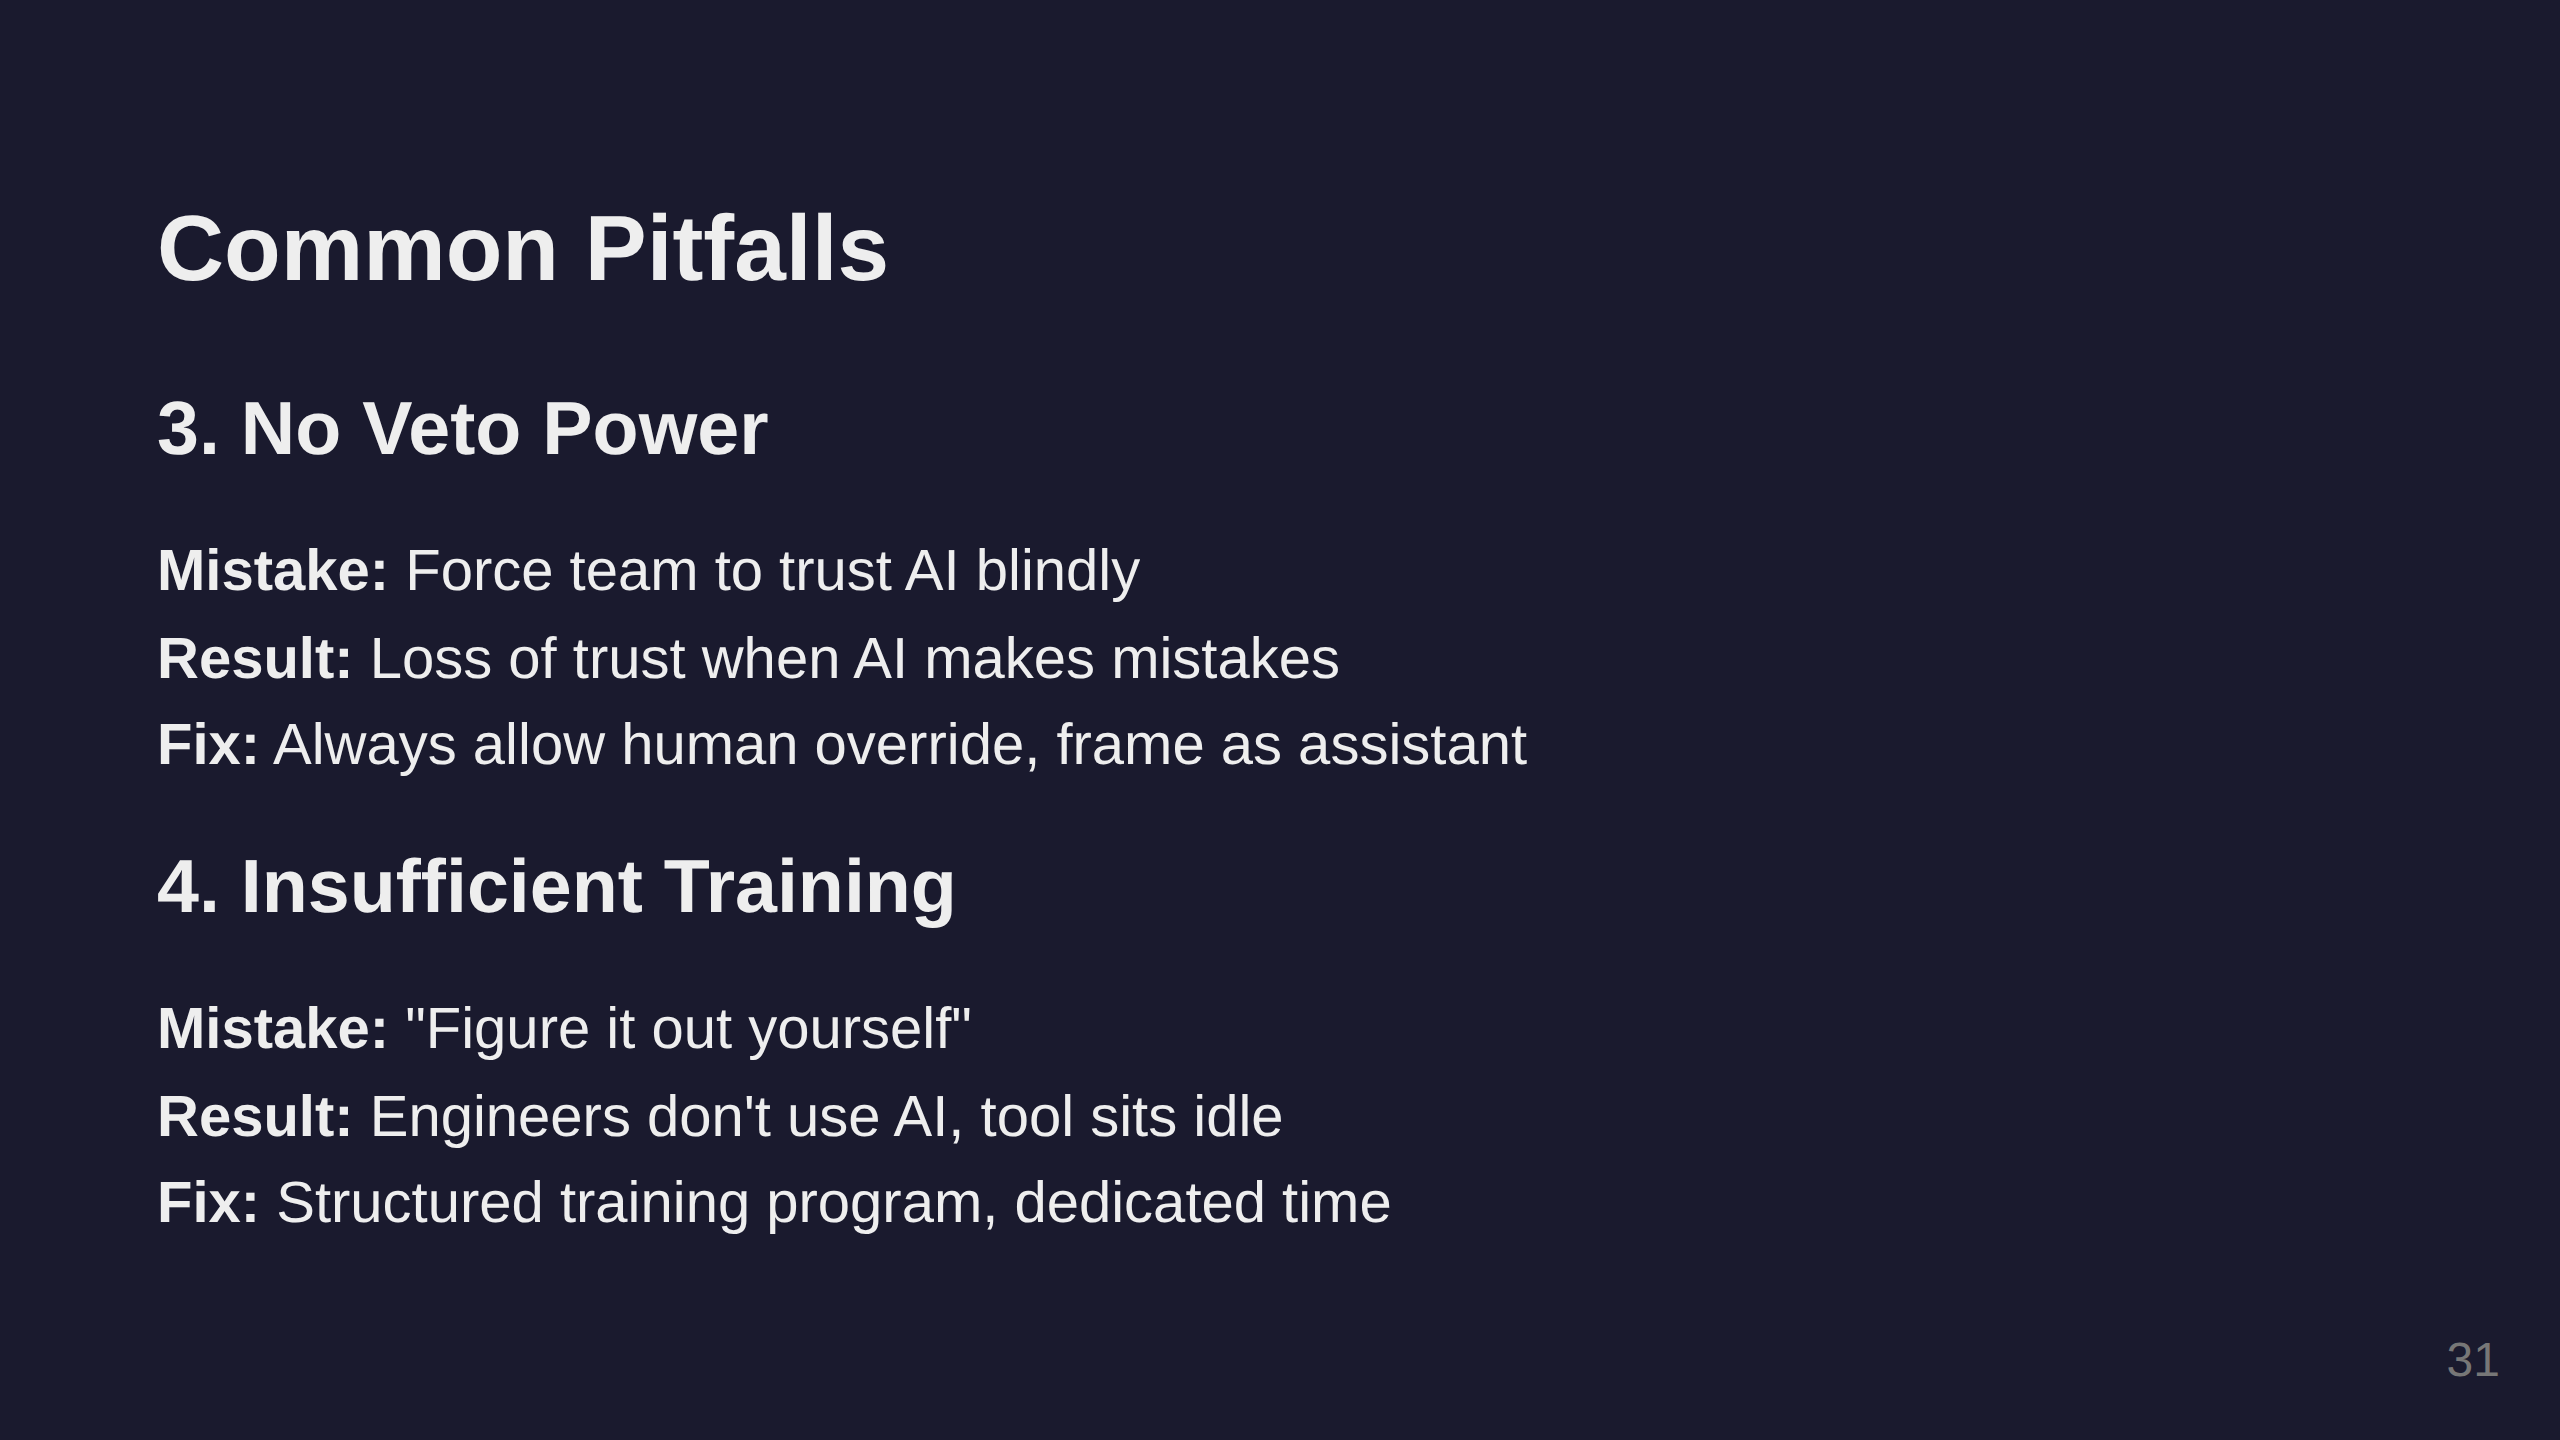 Common Pitfalls
3. No Veto Power
Mistake: Force team to trust AI blindly
Result: Loss of trust when AI makes mistakes
Fix: Always allow human override, frame as assistant
4. Insufficient Training
Mistake: "Figure it out yourself"
Result: Engineers don't use AI, tool sits idle
Fix: Structured training program, dedicated time
31